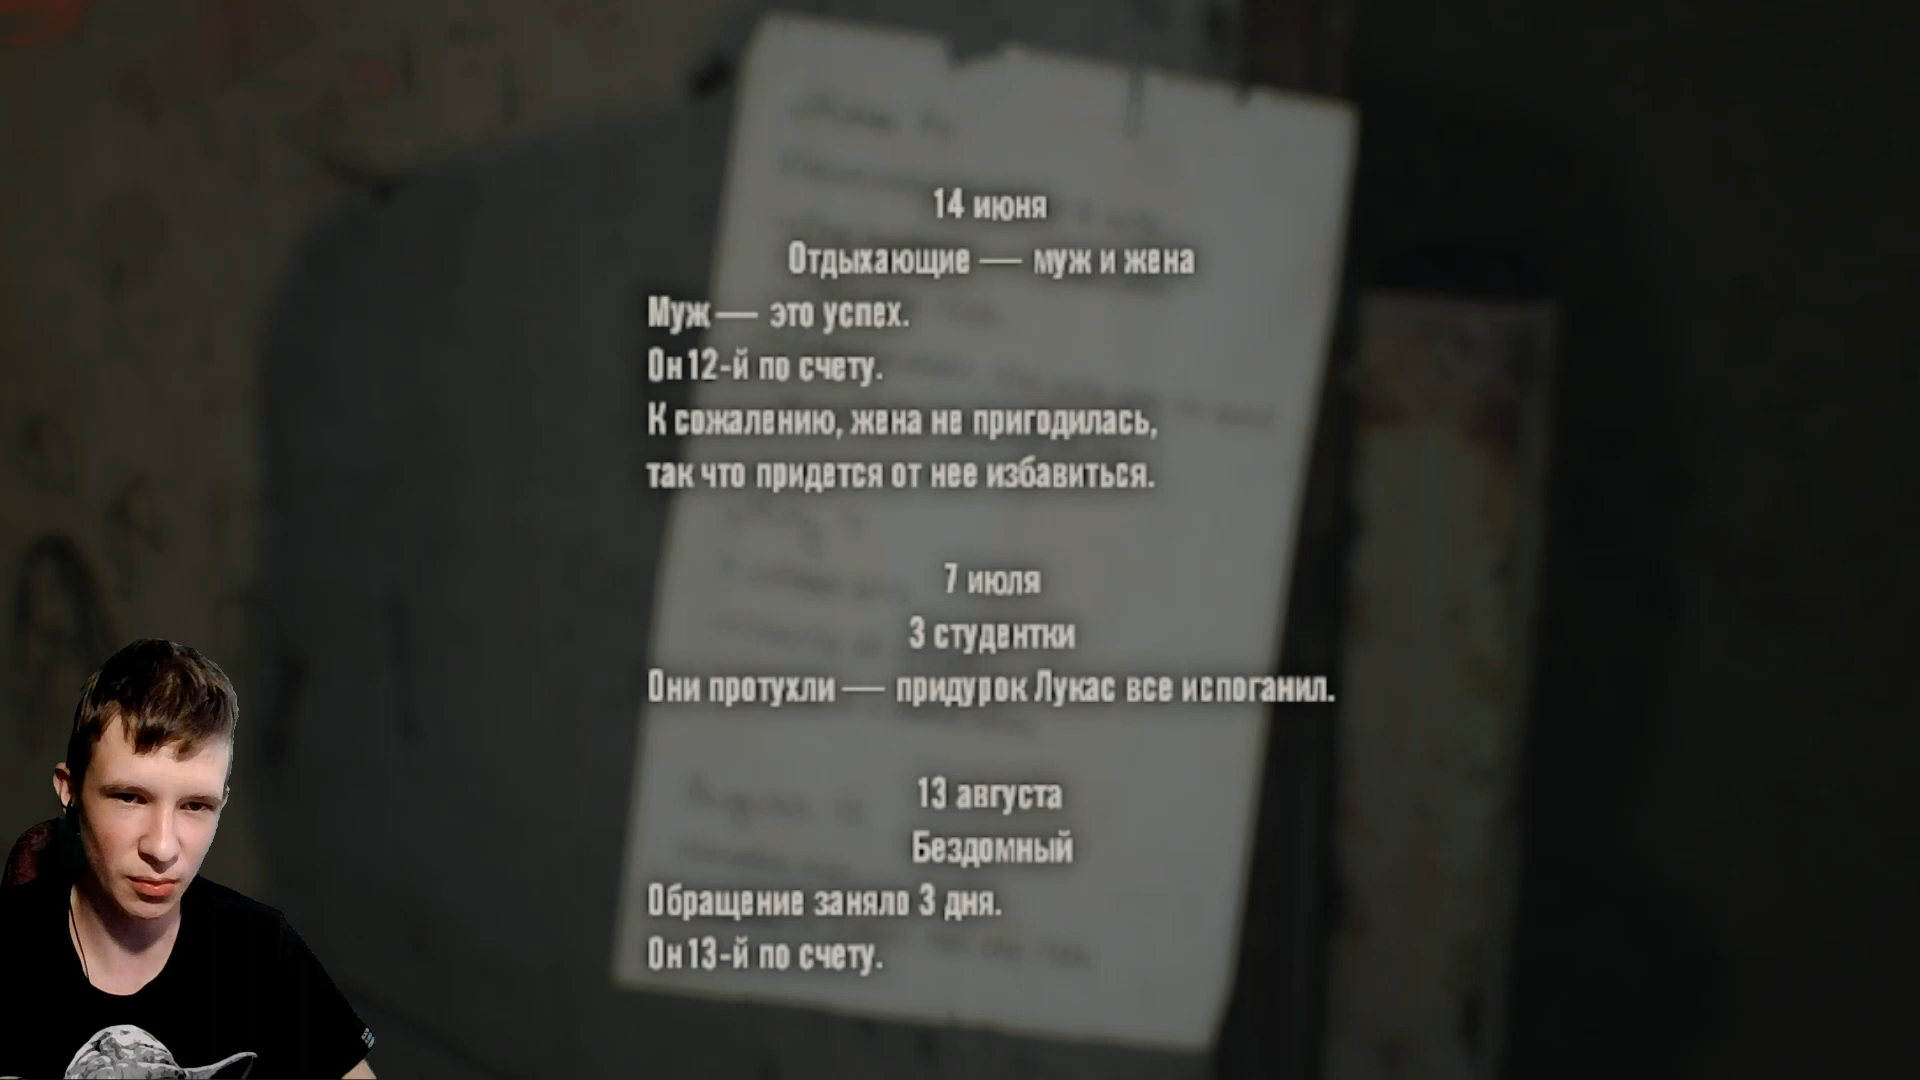 14 июня
Отдыхающие — муж и жена
Муж — это успех.
Он 12-й по счету.
К сожалению, жена не пригодилась,
так что придется от нее избавиться.
7 июля
3 студентки
Они протухли — придурок Лукас все испоганил.
13 августа
Бездомный
Обращение заняло 3 дня.
Он 13-й по счету.